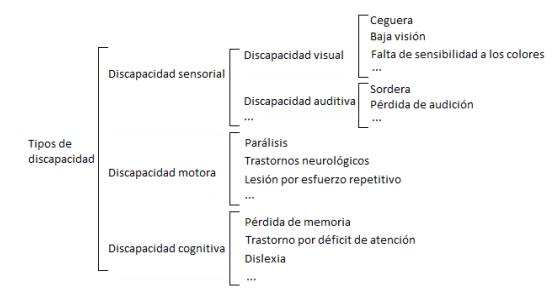 Tipos de
discapacidad
Discapacidad sensorial
Discapacidad visual
Ceguera
Baja visión
Falta de sensibilidad a los colores
...
Discapacidad auditiva
Sordera
Pérdida de audición
...
...
Discapacidad motora
Parálisis
Trastornos neurológicos
Lesión por esfuerzo repetitivo
...
Discapacidad cognitiva
Pérdida de memoria
Trastorno por déficit de atención
Dislexia
...